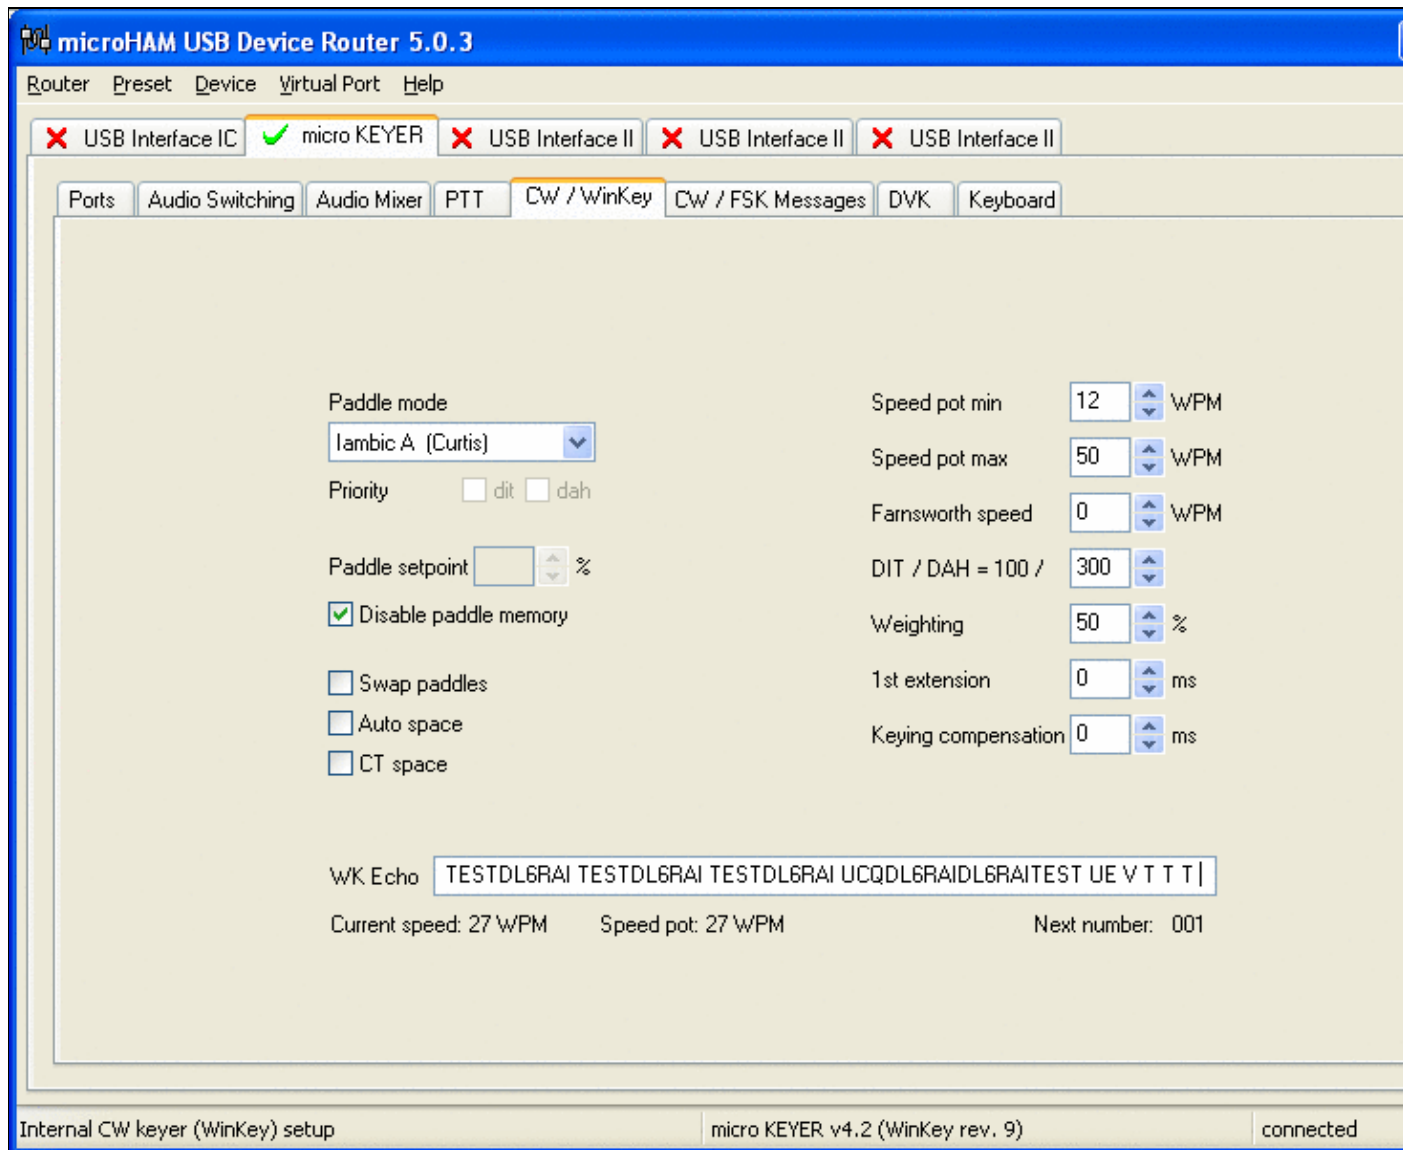 microHAM USB Device Router 5.0.3
Router Preset Device Virtual Port Help
USB Interface IC micro KEYER USB Interface II USB Interface II USB Interface II
Ports Audio Switching Audio Mixer PTT CW / WinKey CW / FSK Messages DVK Keyboard
Paddle mode
Iambic A (Curtis)
Priority dit dah
Paddle setpoint %
Disable paddle memory
Swap paddles
Auto space
CT space
Speed pot min 12 WPM
Speed pot max 50 WPM
Farnsworth speed 0 WPM
DIT / DAH = 100 / 300
Weighting 50 %
1st extension 0 ms
Keying compensation 0 ms
WK Echo TESTDL6RAI TESTDL6RAI TESTDL6RAI UCQDL6RAIDL6RAITEST UE V T T T
Current speed: 27 WPM Speed pot: 27 WPM Next number: 001
Internal CW keyer (WinKey) setup micro KEYER v4.2 (WinKey rev. 9) connected